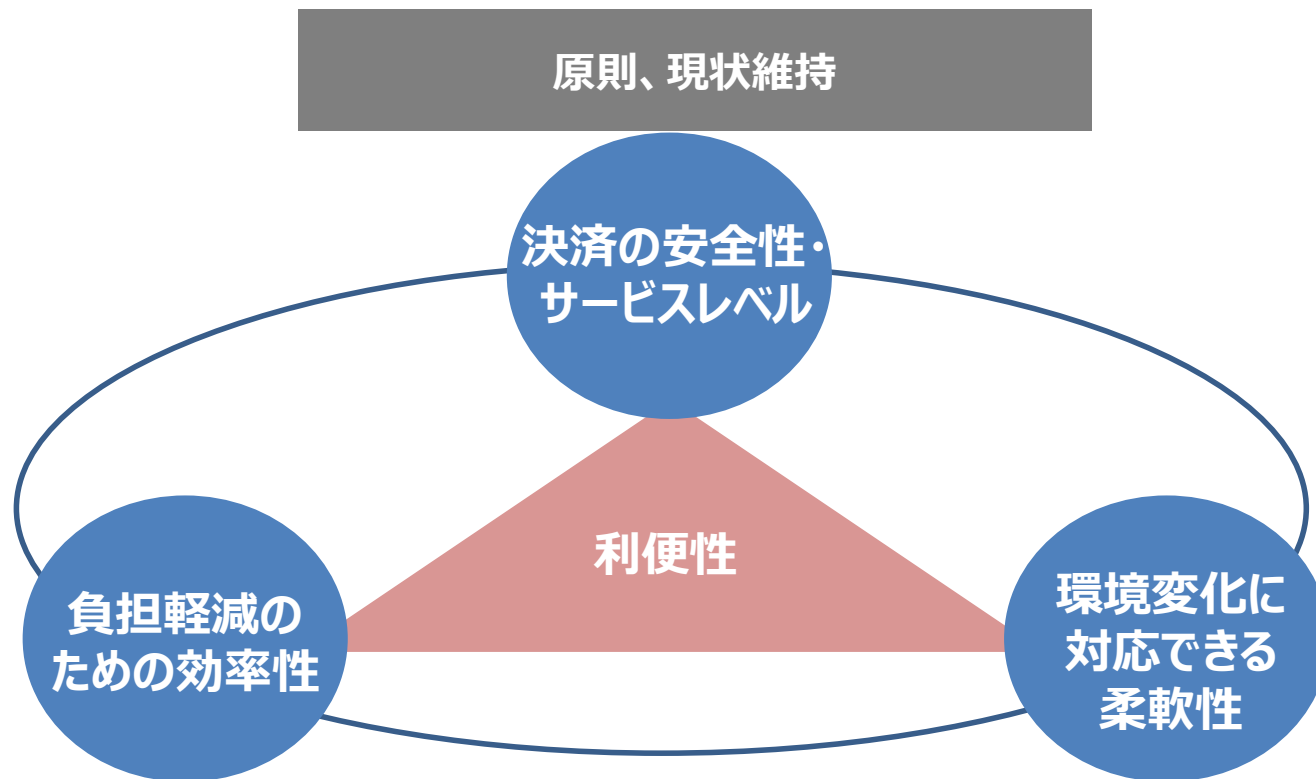 原則、現状維持
決済の安全性・
サービスレベル
利便性
負担軽減の
ための効率性
環境変化に
対応できる
柔軟性